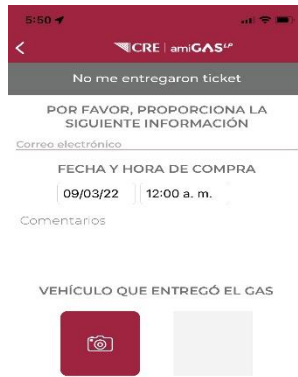 5:50
CRE | amiGAS LP
No me entregaron ticket
POR FAVOR, PROPORCIONA LA
SIGUIENTE INFORMACIÓN
Correo electrónico
FECHA Y HORA DE COMPRA
09/03/22 12:00 a. m.
Comentarios
VEHÍCULO QUE ENTREGÓ EL GAS